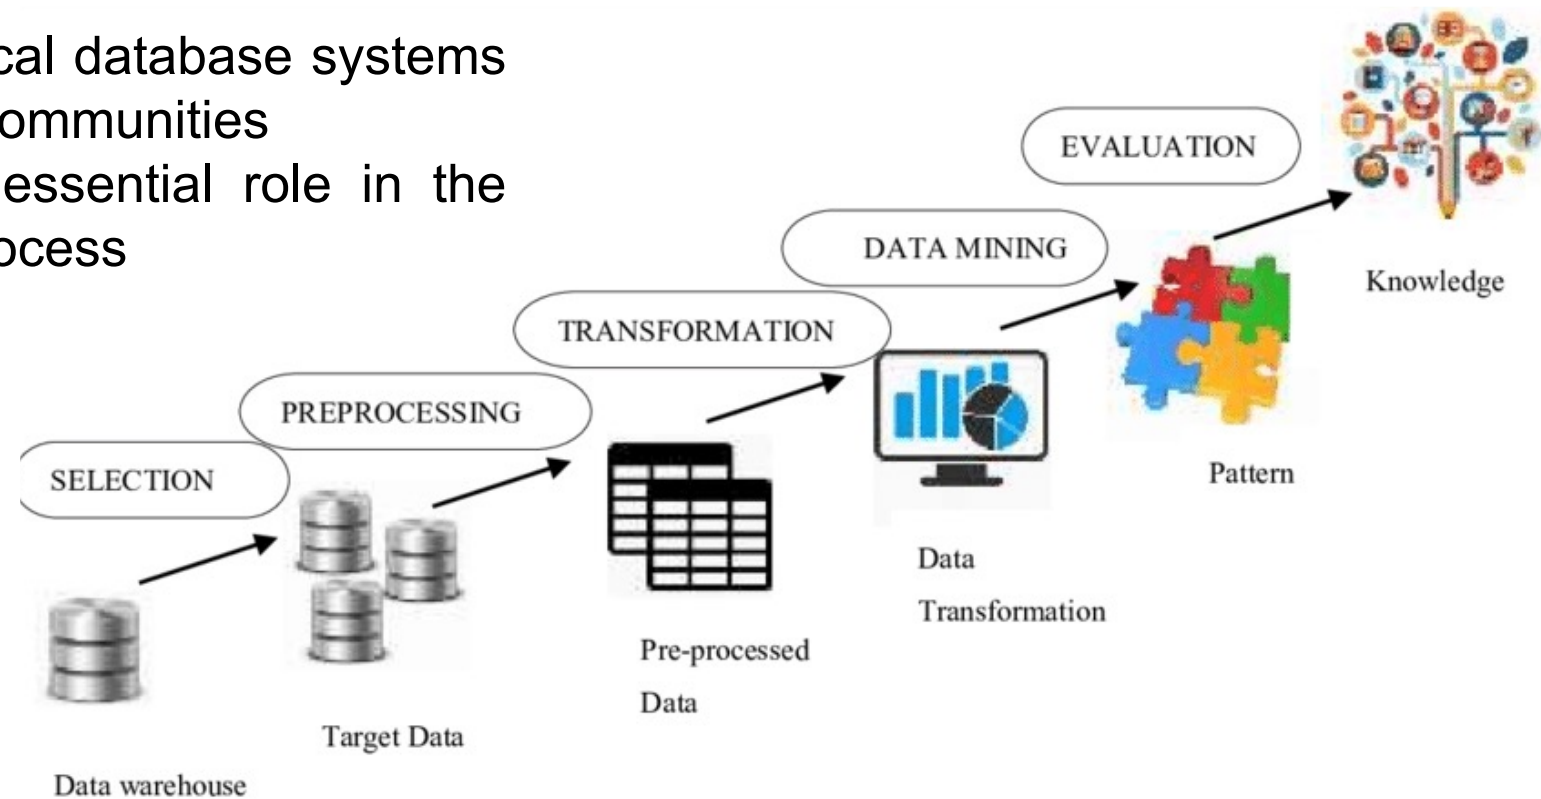 cal database systems
ommunities
essential role in the
ocess
EVALUATION
DATA MINING
Knowledge
TRANSFORMATION
PREPROCESSING
SELECTION
Pattern
Data
Transformation
Pre-processed
Data
Target Data
Data warehouse